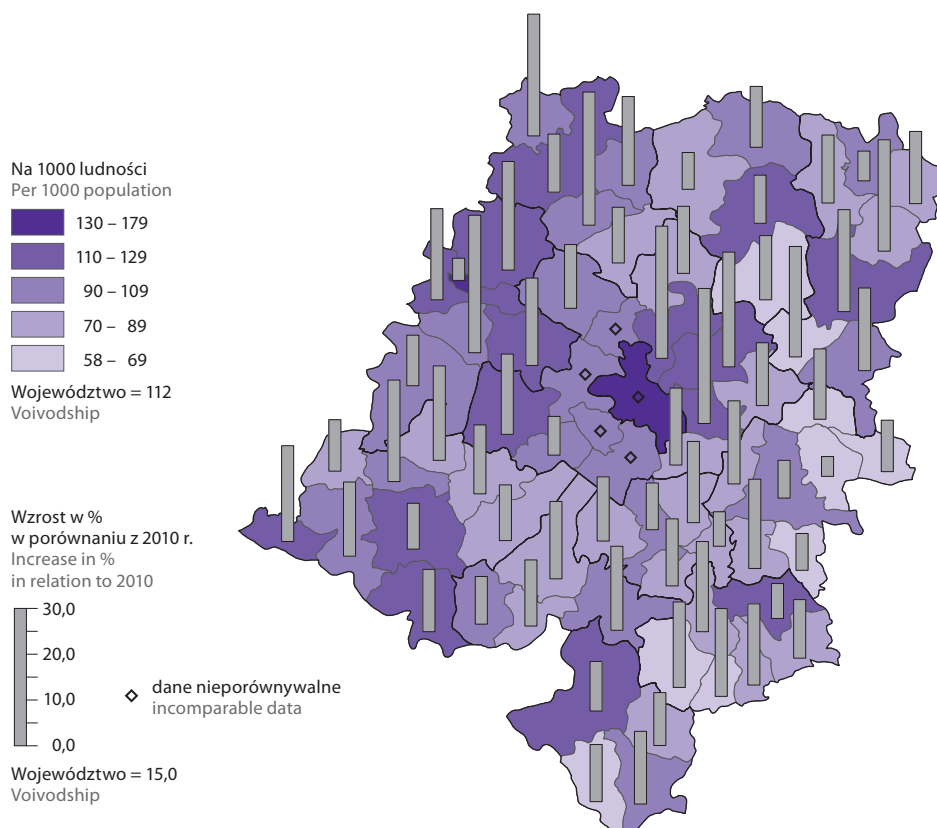 Na 1000 ludności
Per 1000 population
130 – 179
110 – 129
90 – 109
70 – 89
58 – 69
Województwo = 112
Voivodship
Wzrost w %
w porównaniu z 2010 r.
Increase in %
in relation to 2010
30,0
20,0
10,0
0,0
dane nieporównywalne
incomparable data
Województwo = 15,0
Voivodship